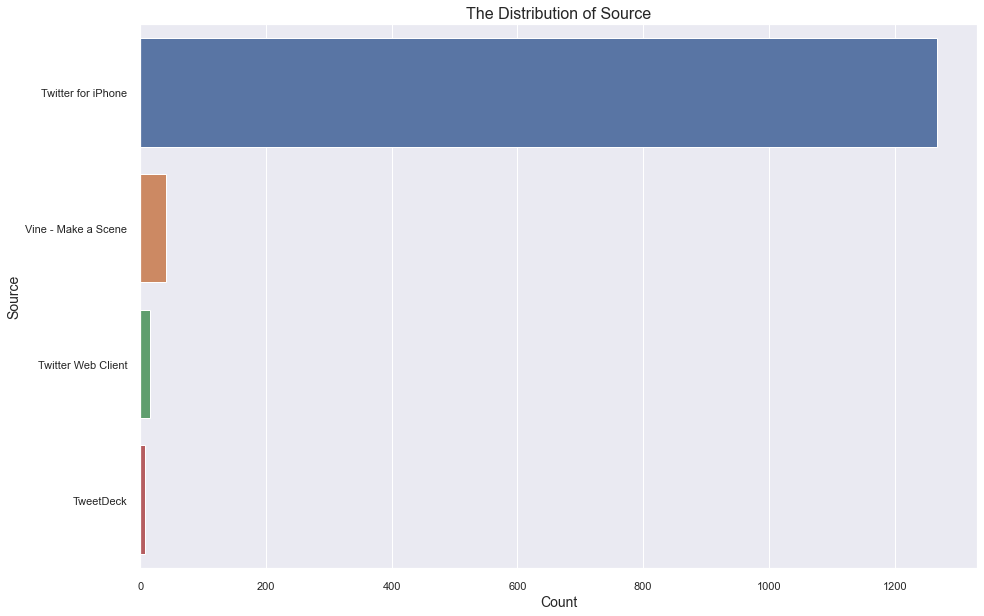 The Distribution of Source
Twitter for iPhone
Vine - Make a Scene
Twitter Web Client
TweetDeck
Source
0 200 400 600 800 1000 1200
Count